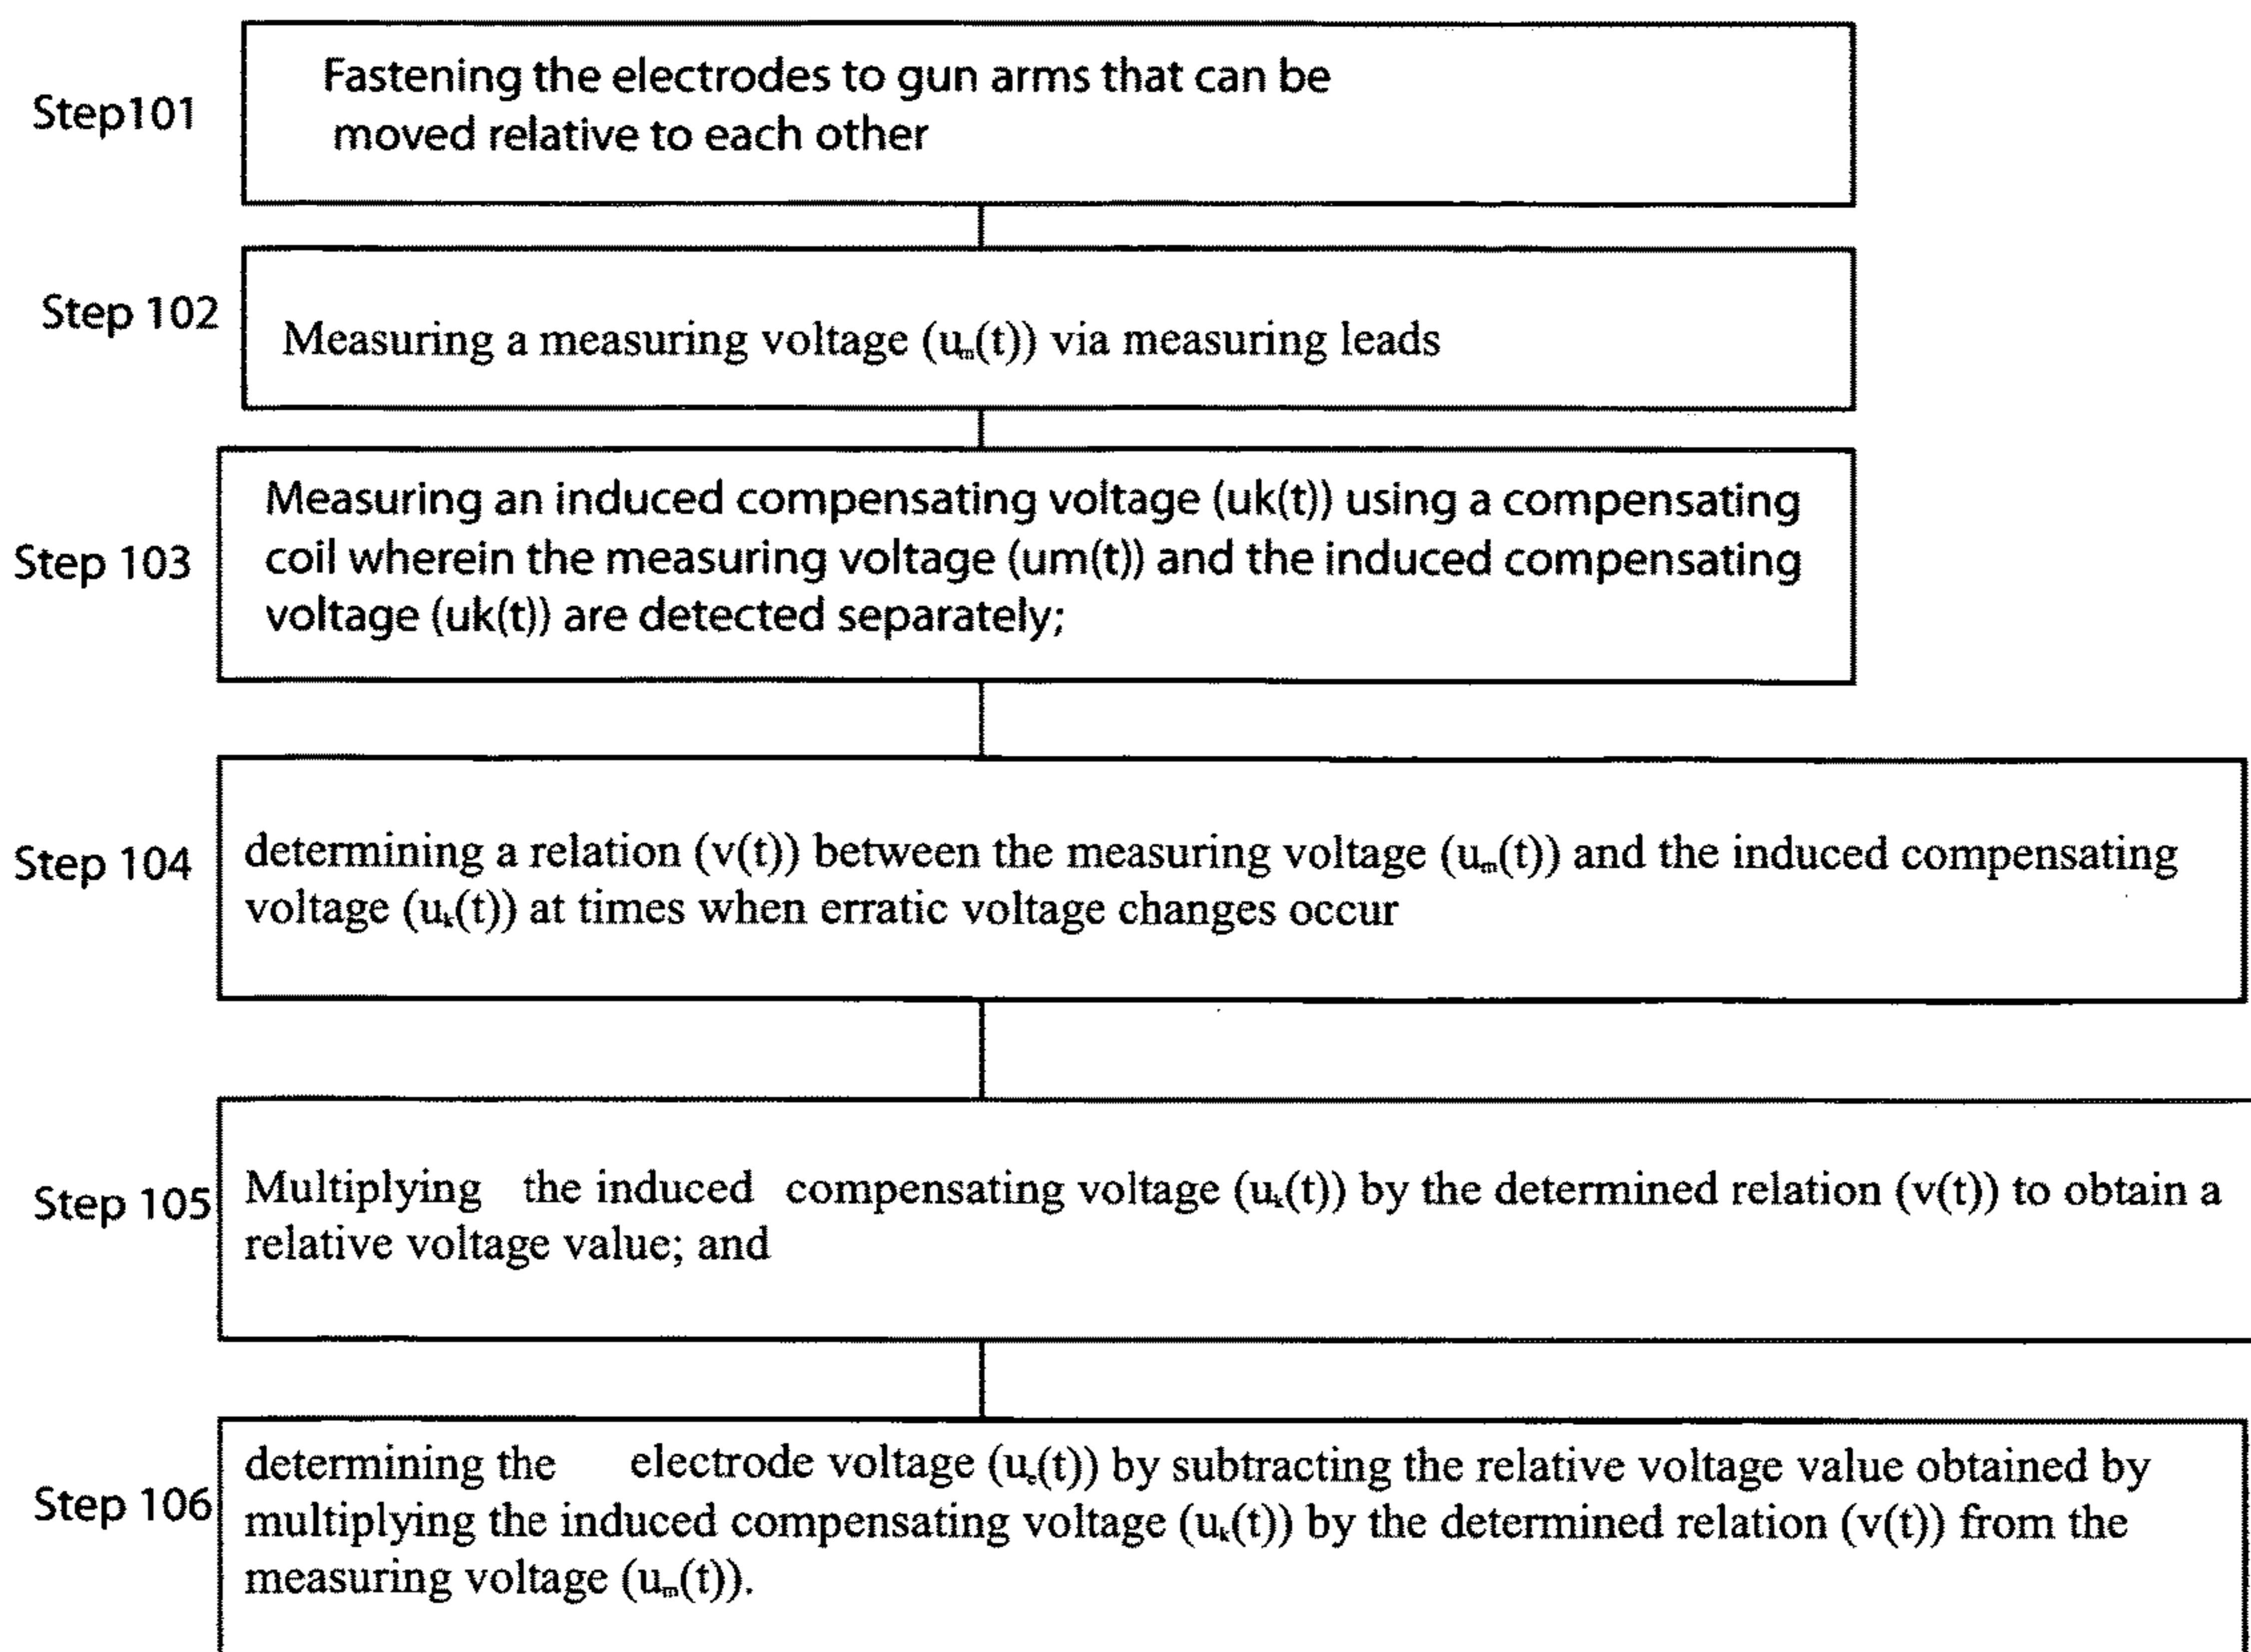 Step101
Fastening the electrodes to gun arms that can be
moved relative to each other
Step 102
Measuring a measuring voltage (uₘ(t)) via measuring leads
Step 103
Measuring an induced compensating voltage (uk(t)) using a compensating
coil wherein the measuring voltage (um(t)) and the induced compensating
voltage (uk(t)) are detected separately;
Step 104
determining a relation (v(t)) between the measuring voltage (uₘ(t)) and the induced compensating
voltage (uₖ(t)) at times when erratic voltage changes occur
Step 105
Multiplying the induced compensating voltage (uₖ(t)) by the determined relation (v(t)) to obtain a
relative voltage value; and
Step 106
determining the electrode voltage (uₑ(t)) by subtracting the relative voltage value obtained by
multiplying the induced compensating voltage (uₖ(t)) by the determined relation (v(t)) from the
measuring voltage (uₘ(t)).